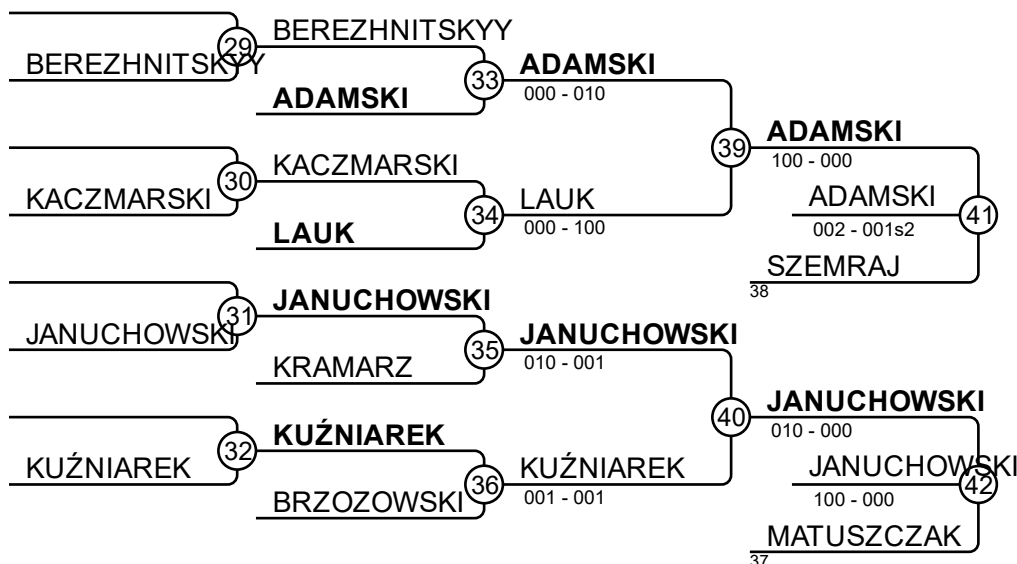 BEREZHNITSKYY
29
BEREZHNITSKYY
ADAMSKI
33
ADAMSKI
000 - 010
KACZMARSKI
30
KACZMARSKI
LAUK
34
LAUK
000 - 100
39
ADAMSKI
100 - 000
ADAMSKI
002 - 001s2
41
SZEMRAJ
38
JANUCHOWSKI
31
JANUCHOWSKI
KRAMARZ
35
JANUCHOWSKI
010 - 001
KUŹNIAREK
32
KUŹNIAREK
BRZOZOWSKI
36
KUŹNIAREK
001 - 001
40
JANUCHOWSKI
010 - 000
JANUCHOWSKI
100 - 000
42
MATUSZCZAK
37